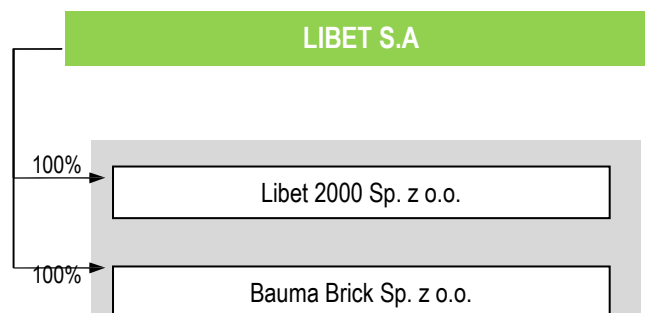 LIBET S.A
100%
Libet 2000 Sp. z o.o.
100%
Bauma Brick Sp. z o.o.